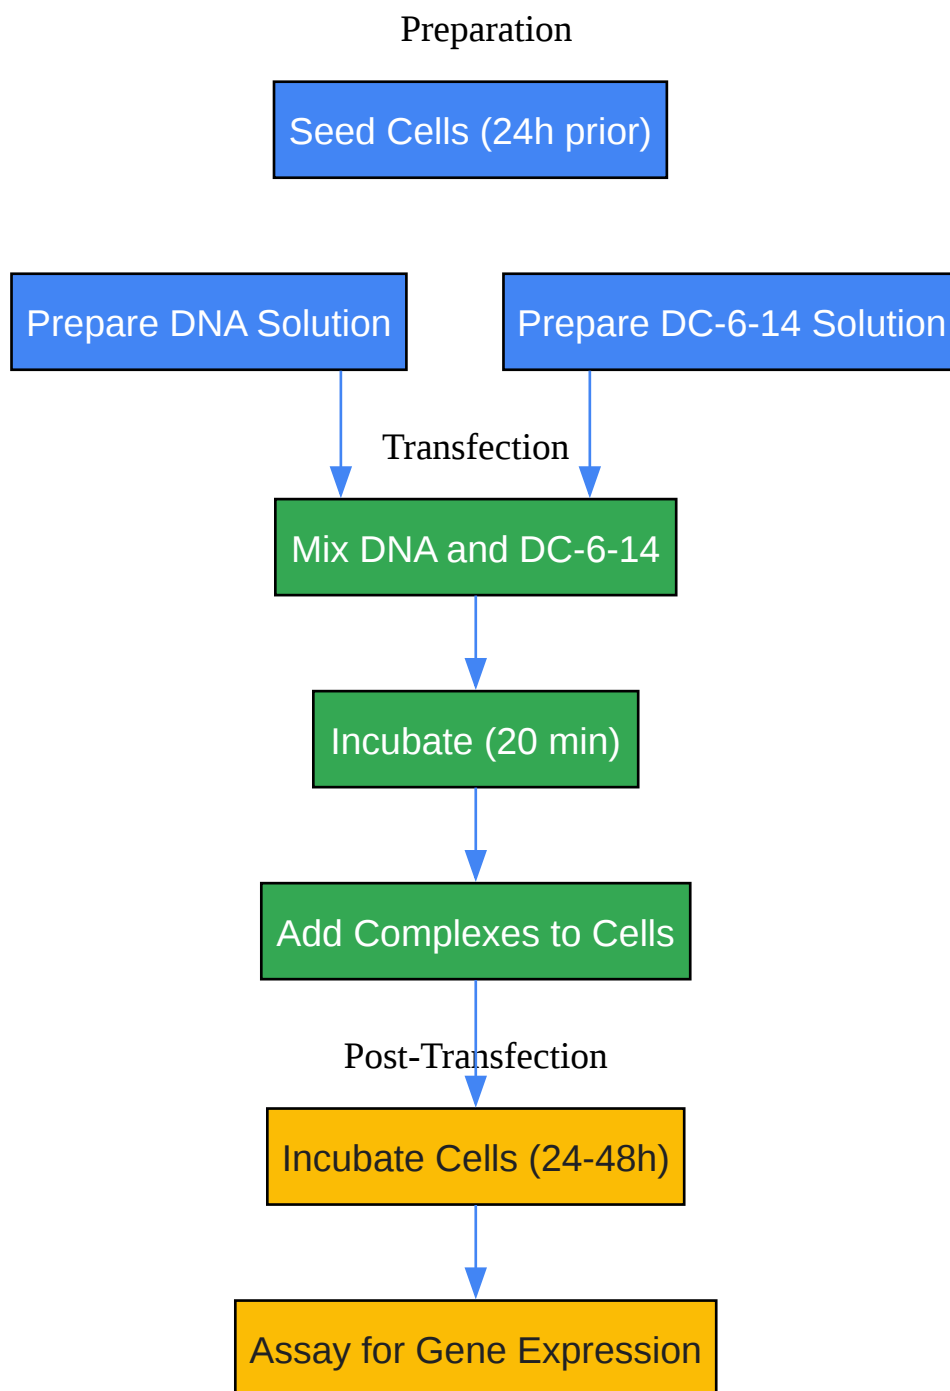 Preparation
Seed Cells (24h prior)
Prepare DNA Solution
Prepare DC-6-14 Solution
Transfection
Mix DNA and DC-6-14
Incubate (20 min)
Add Complexes to Cells
Post-Transfection
Incubate Cells (24-48h)
Assay for Gene Expression